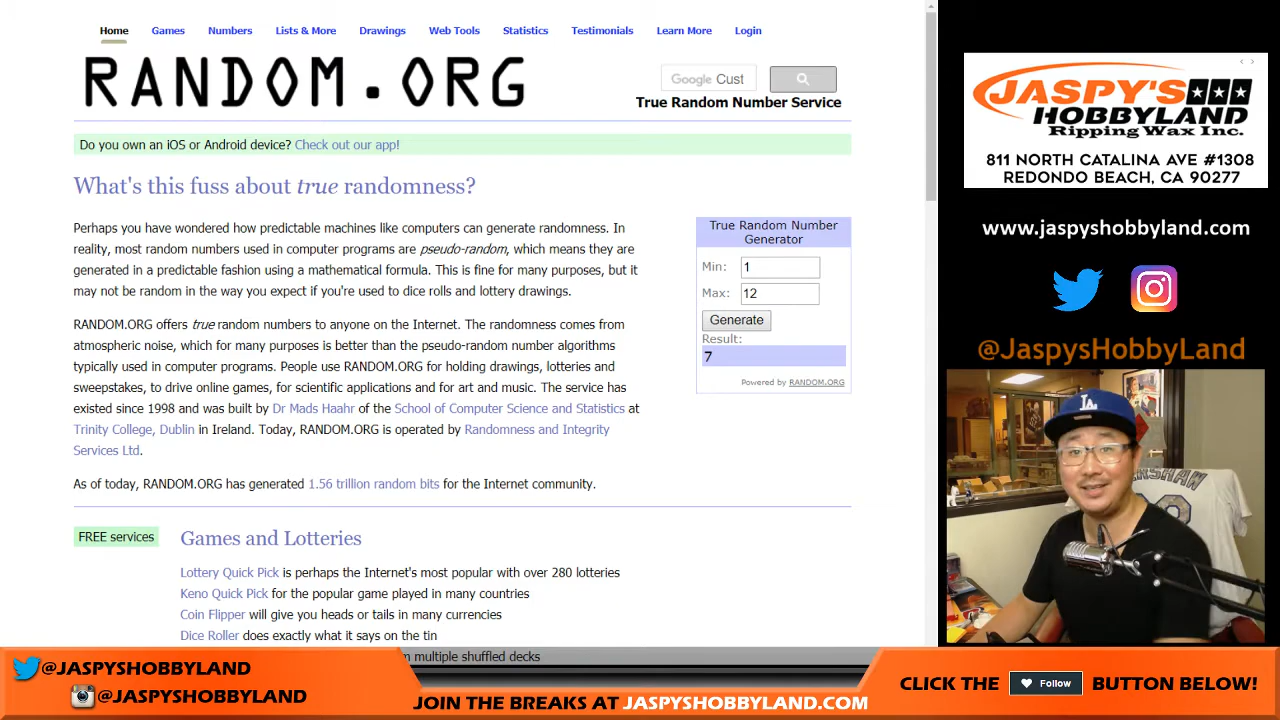 Home Games Numbers Lists & More Drawings Web Tools Statistics Testimonials Learn More Login
RANDOM.ORG
Google Cust
True Random Number Service
Do you own an iOS or Android device? Check out our app!
What's this fuss about true randomness?
Perhaps you have wondered how predictable machines like computers can generate randomness. In
reality, most random numbers used in computer programs are pseudo-random, which means they are
generated in a predictable fashion using a mathematical formula. This is fine for many purposes, but it
may not be random in the way you expect if you're used to dice rolls and lottery drawings.
RANDOM.ORG offers true random numbers to anyone on the Internet. The randomness comes from
atmospheric noise, which for many purposes is better than the pseudo-random number algorithms
typically used in computer programs. People use RANDOM.ORG for holding drawings, lotteries and
sweepstakes, to drive online games, for scientific applications and for art and music. The service has
existed since 1998 and was built by Dr Mads Haahr of the School of Computer Science and Statistics at
Trinity College, Dublin in Ireland. Today, RANDOM.ORG is operated by Randomness and Integrity
Services Ltd.
As of today, RANDOM.ORG has generated 1.56 trillion random bits for the Internet community.
True Random Number
Generator
Min: 1
Max: 12
Generate
Result:
7
Powered by RANDOM.ORG
FREE services
Games and Lotteries
Lottery Quick Pick is perhaps the Internet's most popular with over 280 lotteries
Keno Quick Pick for the popular game played in many countries
Coin Flipper will give you heads or tails in many currencies
Dice Roller does exactly what it says on the tin
multiple shuffled decks
JASPY'S
HOBBYLAND
Ripping Wax Inc.
811 NORTH CATALINA AVE #1308
REDONDO BEACH, CA 90277
www.jaspyshobbyland.com
@JaspysHobbyLand
LA
ERSHAW
@JASPYSHOBBYLAND
@JASPYSHOBBYLAND
JOIN THE BREAKS AT JASPYSHOBBYLAND.COM
CLICK THE Follow BUTTON BELOW!